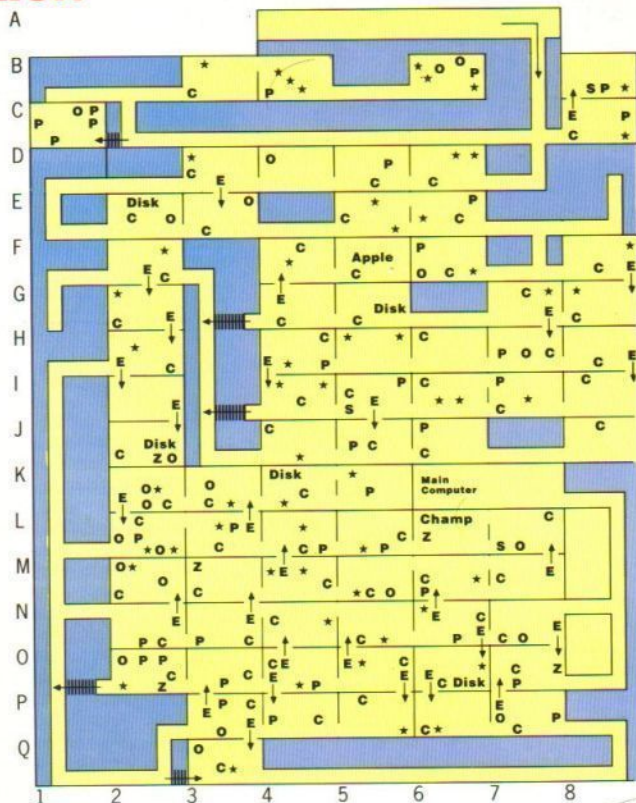 A
B ★ ★ ★ ★ O O ★ P
C P ★ ★ S P ★
C P O P P E C ★ ★
D ★ C O P C C ★ ★
E E Disk C O O C ★ C ★ ★ C P
F ★ ★ C Apple C P O C ★ ★
G E C ★ E Disk C ★ ★ C E
H C E C C ★ ★ C C E
I E ★ C E ★ P C P O C C E
J E ★ ★ C C S E P C ★ ★ P C ★ C
C Disk Z O C ★ P C P C C
K Disk ★ Main
O ★ O C P Computer
L E O C C ★ E ★ Champ C
O P C ★ P E ★ C Z
M ★ O ★ C E C P ★ P S O E
O ★ O Z ★ E ★ C C ★ C E
N C E C E C ★ ★ C O P ★ E C
O P C P C E E C ★ P E C O E
O P P C P C E ★ C ★ C Z
P ★ Z E E ★ P C E E C Disk E P
Q O C P C C ★ C ★ O C P
O E C ★
1 2 3 4 5 6 7 8